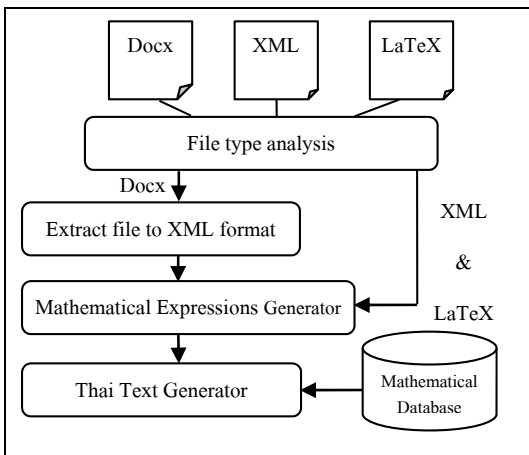 Docx
XML
LaTeX
File type analysis
Docx
Extract file to XML format
XML
&
LaTeX
Mathematical Expressions Generator
Thai Text Generator
Mathematical
Database